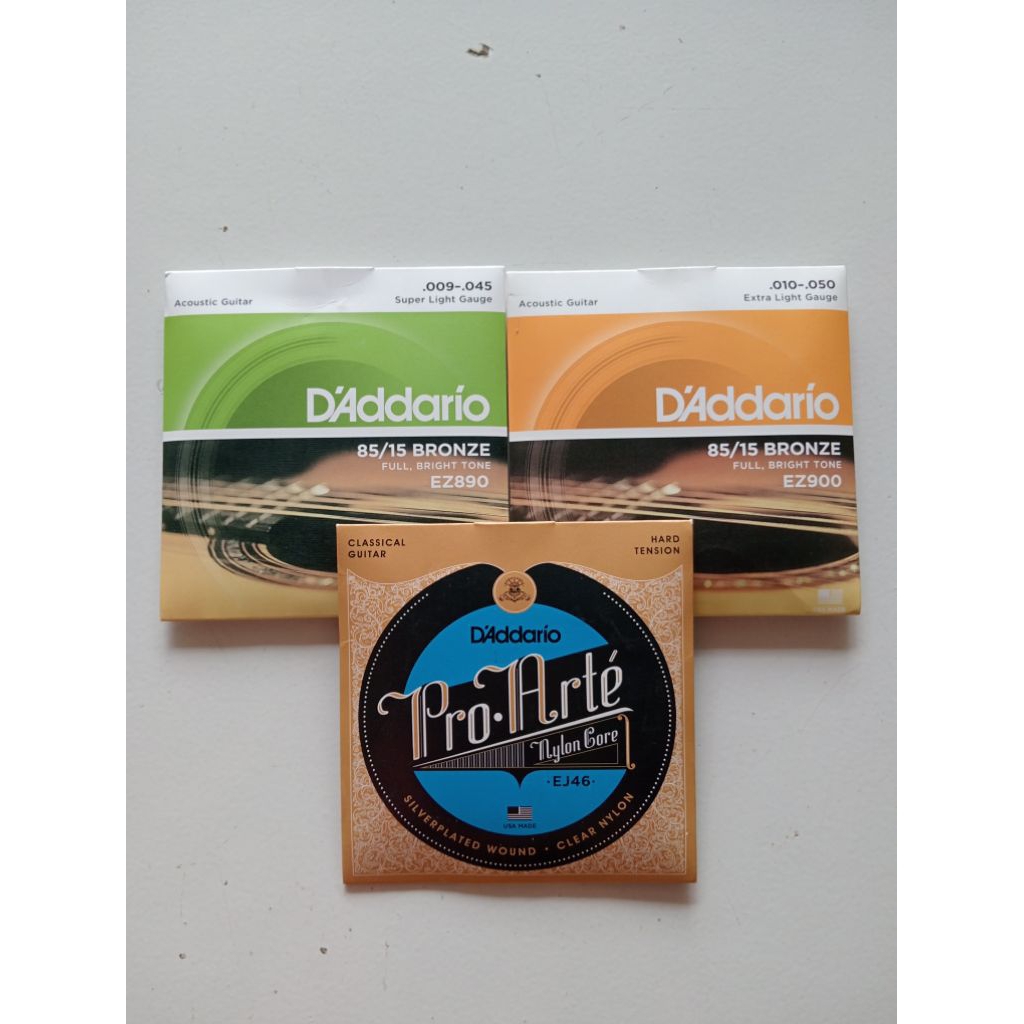 Acoustic Guitar
.009-.045
Super Light Gauge
D'Addario
85/15 BRONZE
FULL, BRIGHT TONE
EZ890
Acoustic Guitar
.010-.050
Extra Light Gauge
D'Addario
85/15 BRONZE
FULL, BRIGHT TONE
EZ900
CLASSICAL
GUITAR
HARD
TENSION
D'Addario
Pro·Arté
Nylon Core
·EJ46·
USA MADE
SILVERPLATED WOUND • CLEAR NYLON